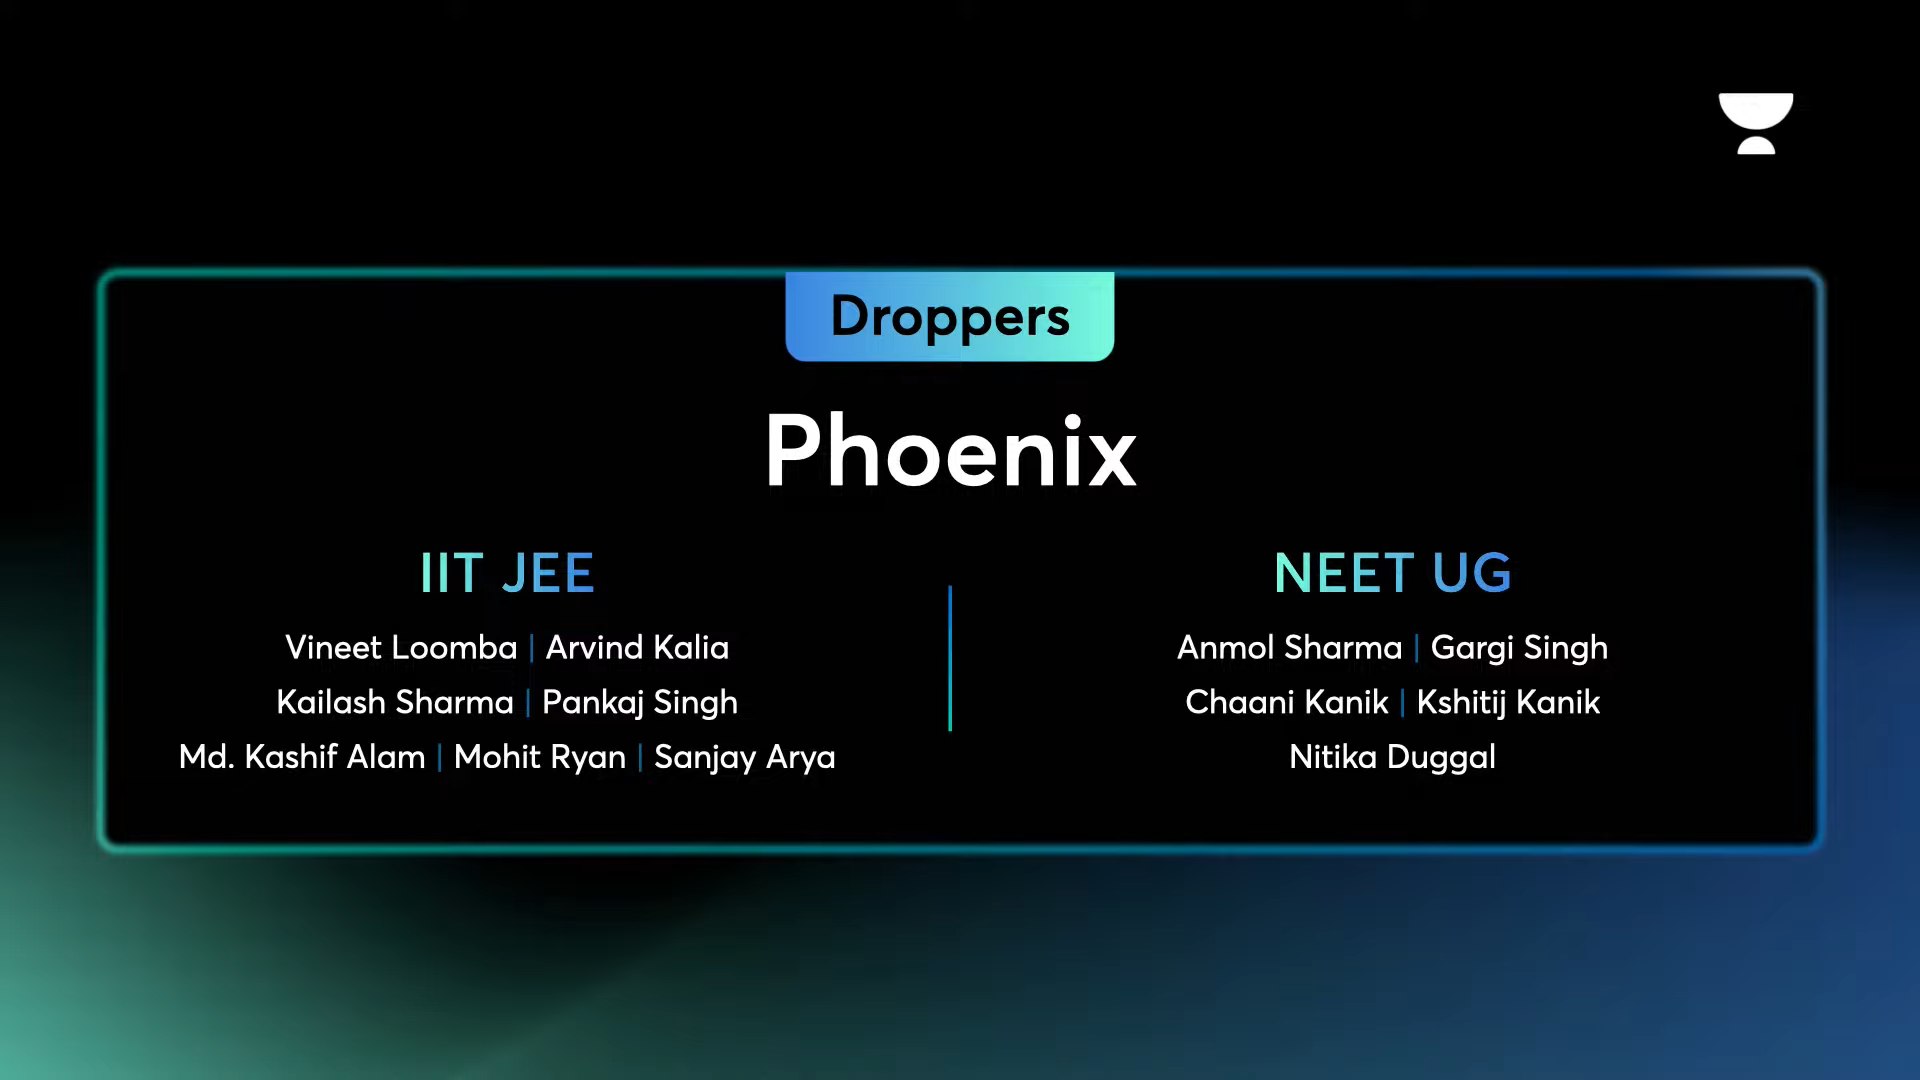 Droppers
Phoenix
IIT JEE
Vineet Loomba | Arvind Kalia
Kailash Sharma | Pankaj Singh
Md. Kashif Alam | Mohit Ryan | Sanjay Arya
NEET UG
Anmol Sharma | Gargi Singh
Chaani Kanik | Kshitij Kanik
Nitika Duggal